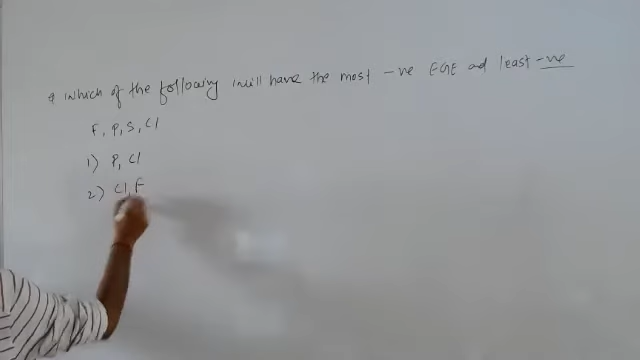 Q which of the following will have the most -ve EGE and least -ve
F, P, S, Cl
1) P, Cl
2) Cl, F